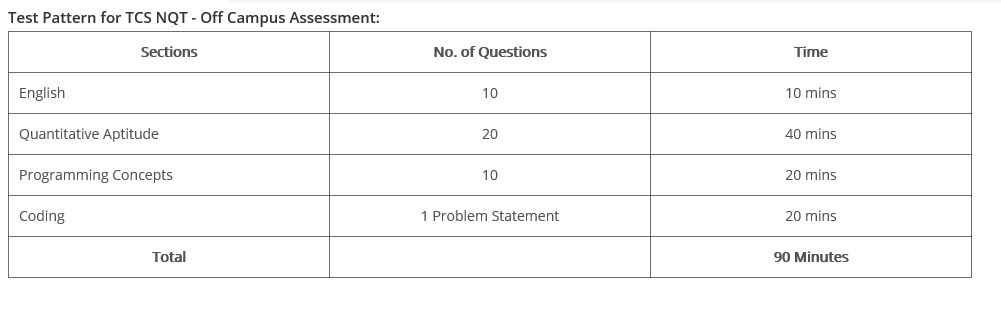 Test Pattern for TCS NQT - Off Campus Assessment:
Sections No. of Questions Time
English 10 10 mins
Quantitative Aptitude 20 40 mins
Programming Concepts 10 20 mins
Coding 1 Problem Statement 20 mins
Total 90 Minutes